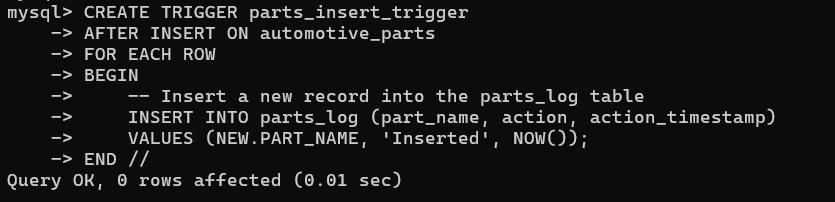 mysql> CREATE TRIGGER parts_insert_trigger
    -> AFTER INSERT ON automotive_parts
    -> FOR EACH ROW
    -> BEGIN
    ->     -- Insert a new record into the parts_log table
    ->     INSERT INTO parts_log (part_name, action, action_timestamp)
    ->     VALUES (NEW.PART_NAME, 'Inserted', NOW());
    -> END //
Query OK, 0 rows affected (0.01 sec)